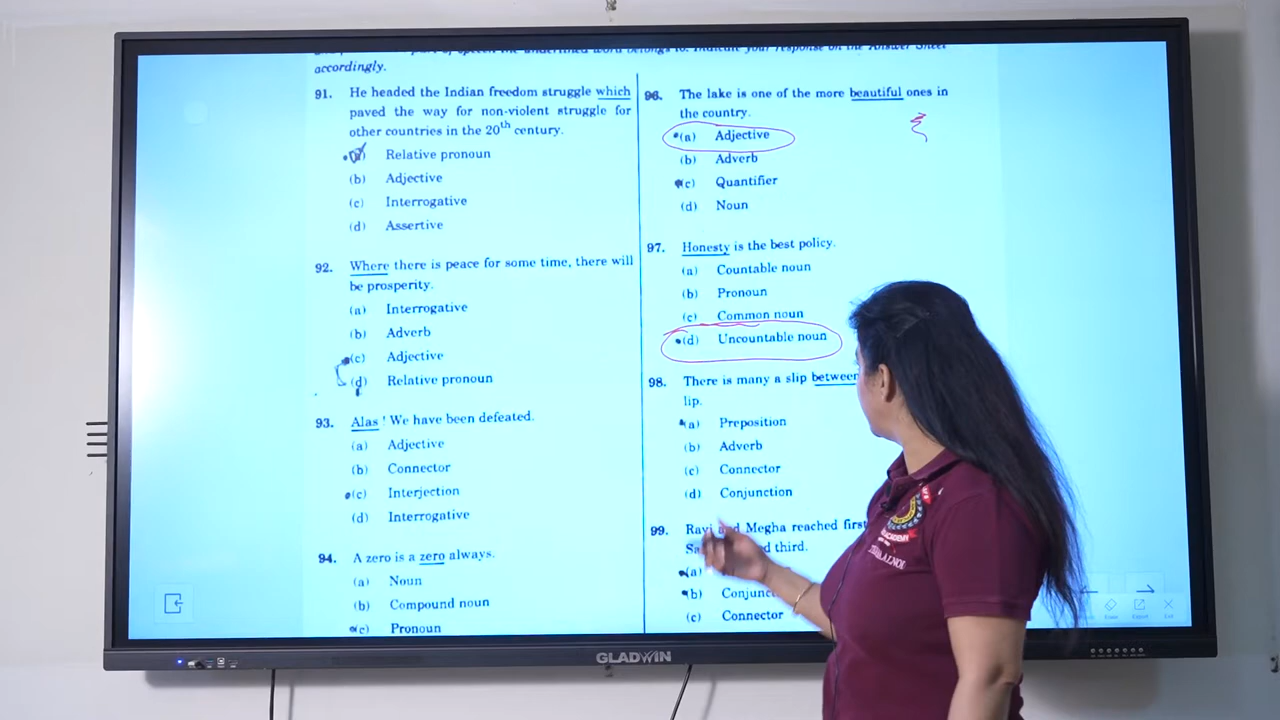 accordingly.
91. He headed the Indian freedom struggle which
paved the way for non-violent struggle for
other countries in the 20th century.
Relative pronoun
(b) Adjective
(c) Interrogative
(d) Assertive
92. Where there is peace for some time, there will
be prosperity.
(a) Interrogative
(b) Adverb
(c) Adjective
(d) Relative pronoun
93. Alas ! We have been defeated.
(a) Adjective
(b) Connector
(c) Interjection
(d) Interrogative
94. A zero is a zero always.
(a) Noun
(b) Compound noun
(c) Pronoun
96. The lake is one of the more beautiful ones in
the country.
(a) Adjective
(b) Adverb
(c) Quantifier
(d) Noun
97. Honesty is the best policy.
(a) Countable noun
(b) Pronoun
(c) Common noun
(d) Uncountable noun
98. There is many a slip between
lip.
(a) Preposition
(b) Adverb
(c) Connector
(d) Conjunction
99. Ravi and Megha reached first
third.
(a)
(b)
(c) Connector
GLADWIN